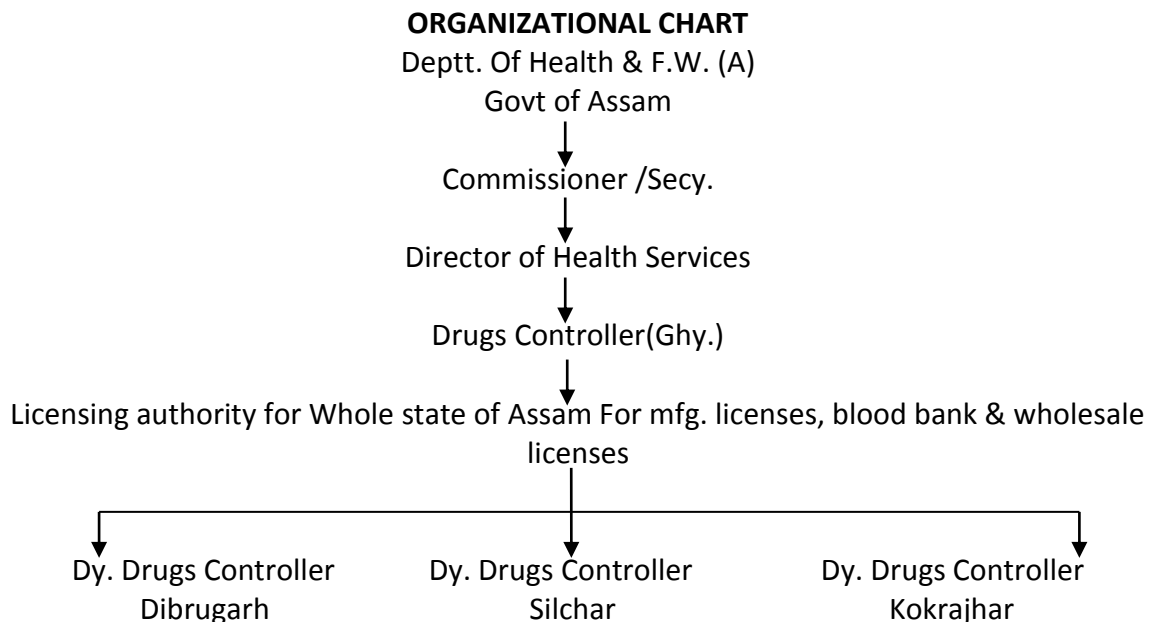 ORGANIZATIONAL CHART
Deptt. Of Health & F.W. (A)
Govt of Assam
Commissioner /Secy.
Director of Health Services
Drugs Controller(Ghy.)
Licensing authority for Whole state of Assam For mfg. licenses, blood bank & wholesale
licenses
Dy. Drugs Controller
Dibrugarh
Dy. Drugs Controller
Silchar
Dy. Drugs Controller
Kokrajhar